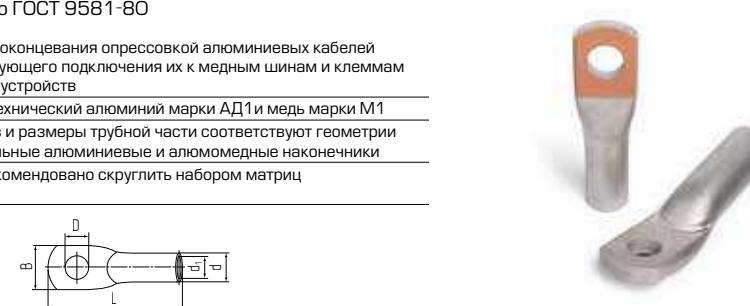 о ГОСТ 9581-80
оконцевания опрессовкой алюминиевых кабелей
ующего подключения их к медным шинам и клеммам
устройств
ехнический алюминий марки АД1 и медь марки М1
в и размеры трубной части соответствуют геометрии
льные алюминиевые и алюмомедные наконечники
комендовано скруглить набором матриц
D
B
d₁
d
L